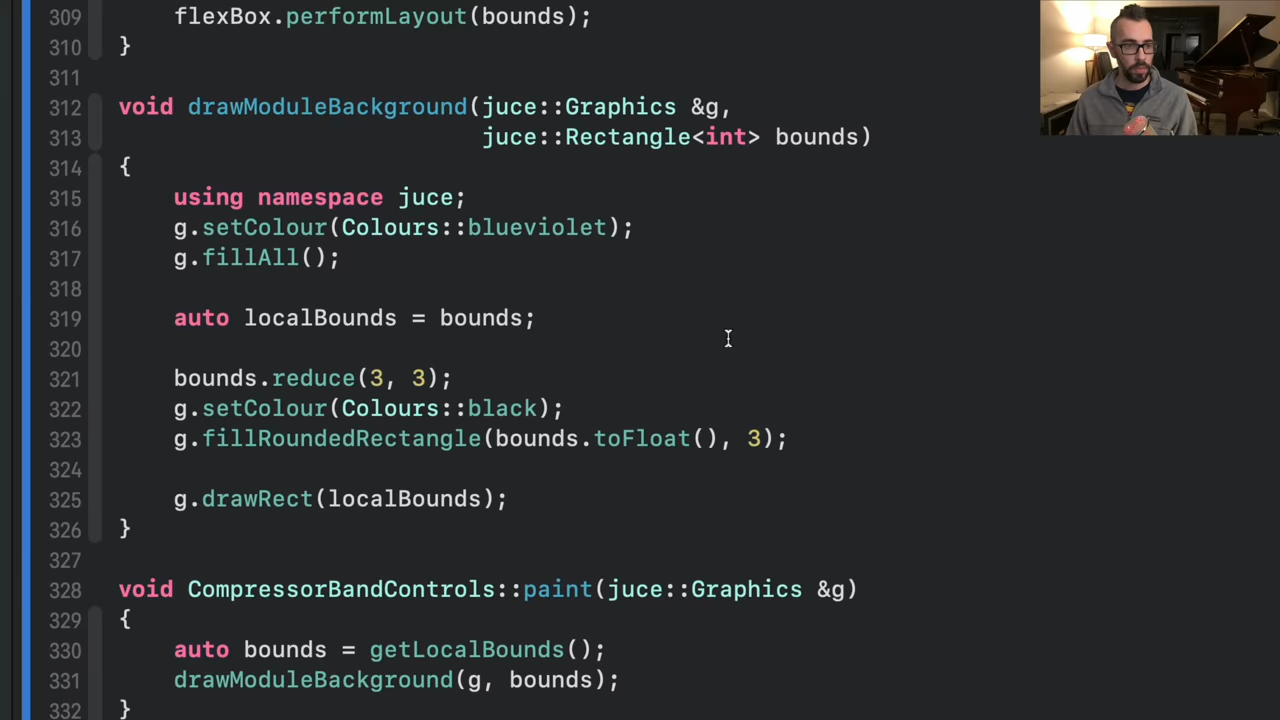 309 flexBox.performLayout(bounds);
310 }
311
312 void drawModuleBackground(juce::Graphics &g,
313 juce::Rectangle<int> bounds)
314 {
315 using namespace juce;
316 g.setColour(Colours::blueviolet);
317 g.fillAll();
318
319 auto localBounds = bounds;
320
321 bounds.reduce(3, 3);
322 g.setColour(Colours::black);
323 g.fillRoundedRectangle(bounds.toFloat(), 3);
324
325 g.drawRect(localBounds);
326 }
327
328 void CompressorBandControls::paint(juce::Graphics &g)
329 {
330 auto bounds = getLocalBounds();
331 drawModuleBackground(g, bounds);
332 }